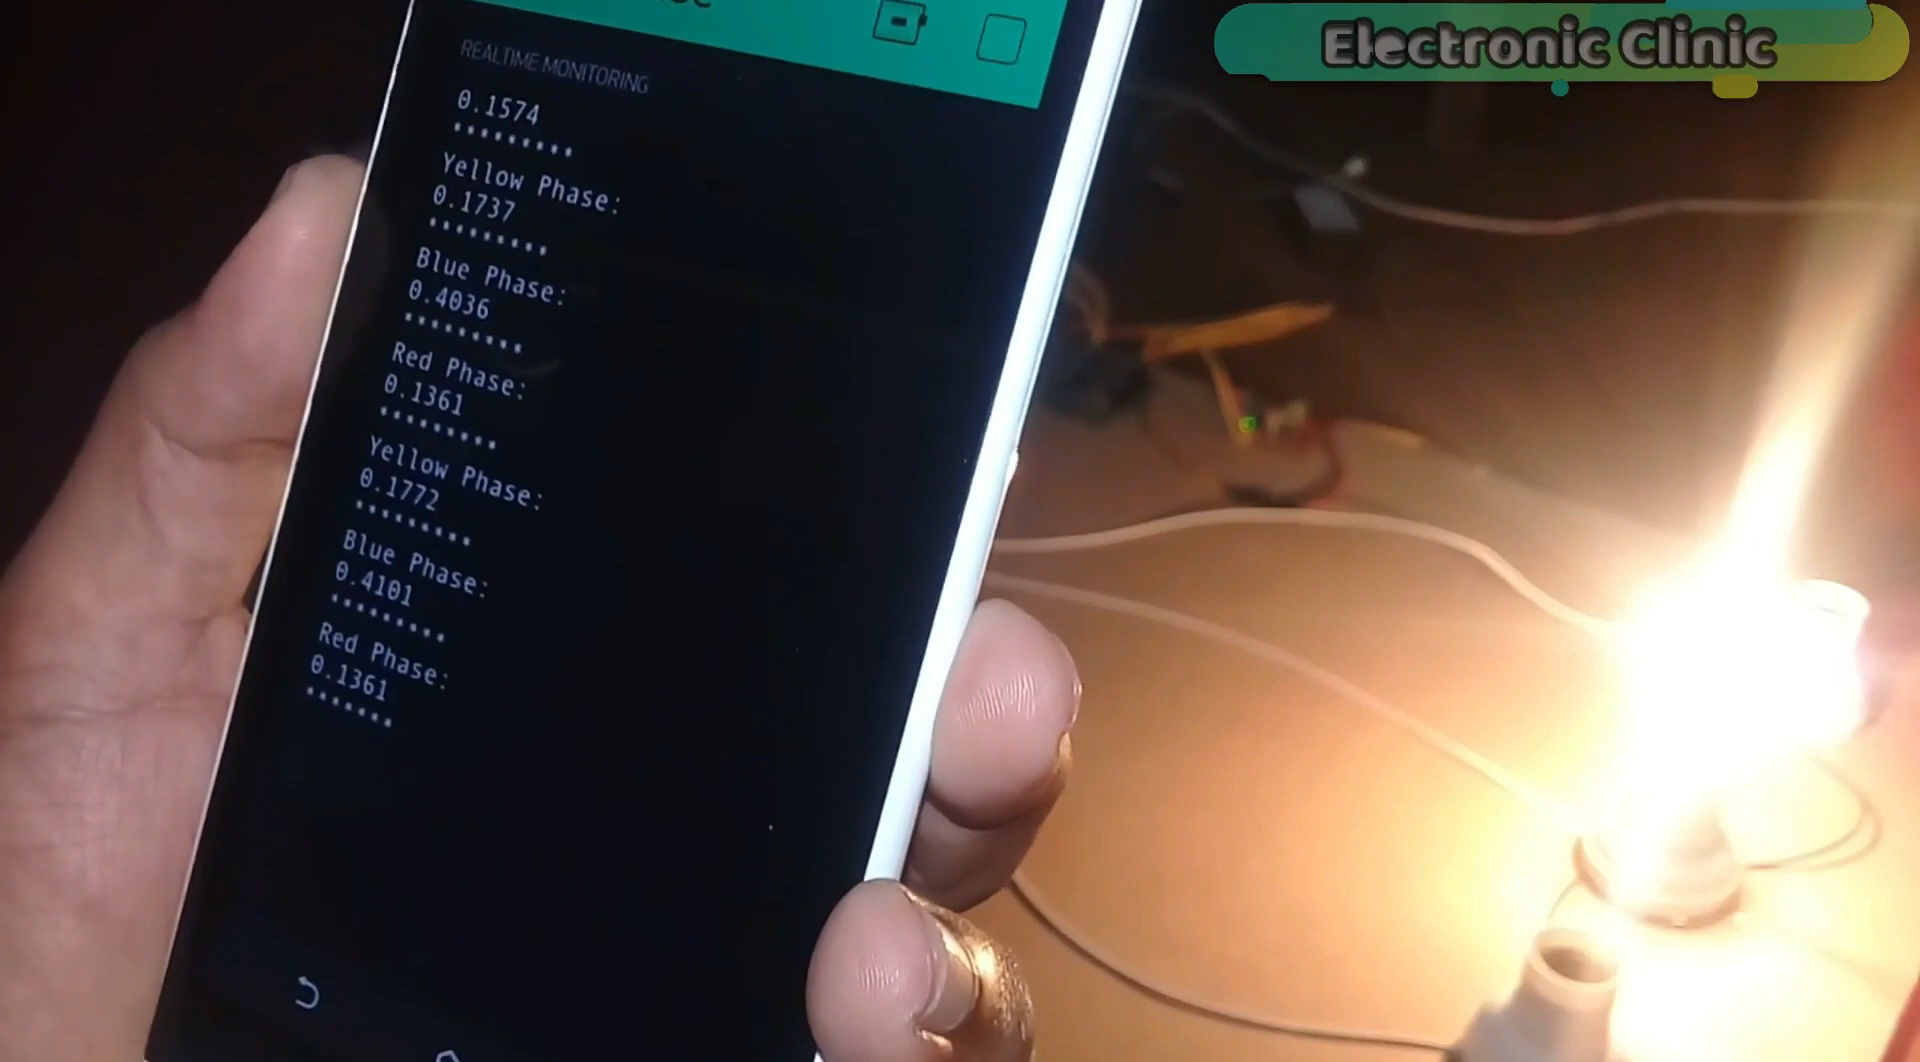 Electronic Clinic
REALTIME MONITORING
0.1574
*********
Yellow Phase:
0.1737
*********
Blue Phase:
0.4036
*********
Red Phase:
0.1361
*********
Yellow Phase:
0.1772
*********
Blue Phase:
0.4101
*********
Red Phase:
0.1361
*******